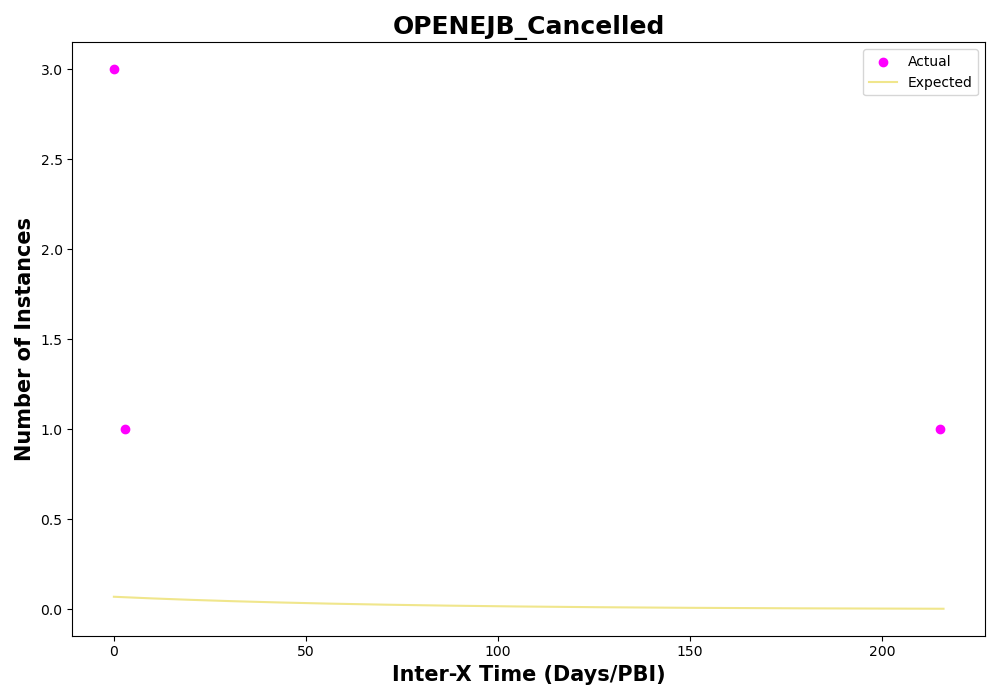 OPENEJB_Cancelled
Actual
Expected
3.0
2.5
2.0
1.5
1.0
0.5
0.0
Number of Instances
0
50
100
150
200
Inter-X Time (Days/PBI)